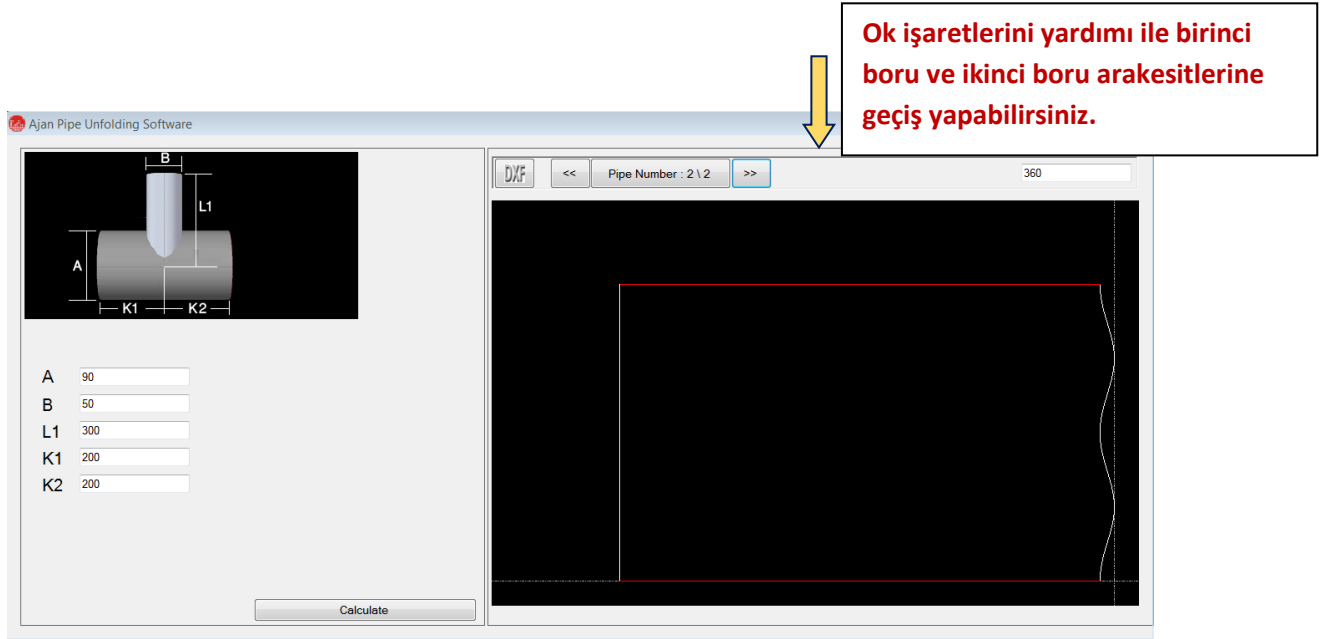 Ok işaretlerini yardımı ile birinci
boru ve ikinci boru arakesitlerine
geçiş yapabilirsiniz.
Ajan Pipe Unfolding Software
B
L1
A
K1
K2
DXF
<<
Pipe Number : 2 \ 2
>>
360
A 90
B 50
L1 300
K1 200
K2 200
Calculate